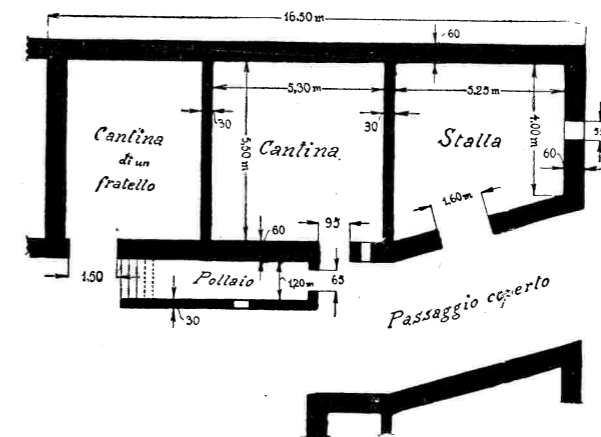 16.50 m
60
5,30 m
5.25 m
30
30
Cantina
di un
fratello
5,50 m
Cantina
Stalla
4,00 m
60
1.60 m
95
60
1.50
Pollaio
1,20 m
65
30
Passaggio coperto